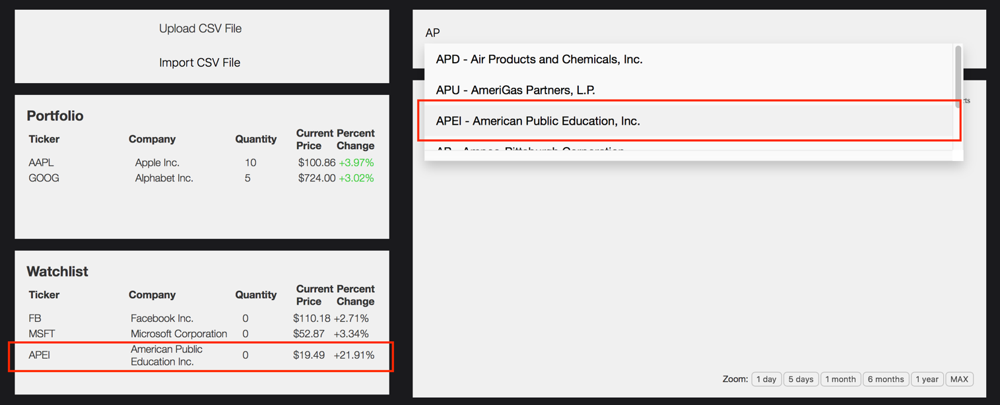 Upload CSV File
Import CSV File
Portfolio
Ticker Company Quantity Current Price Percent Change
AAPL Apple Inc. 10 $100.86 +3.97%
GOOG Alphabet Inc. 5 $724.00 +3.02%
Watchlist
Ticker Company Quantity Current Price Percent Change
FB Facebook Inc. 0 $110.18 +2.71%
MSFT Microsoft Corporation 0 $52.87 +3.34%
APEI American Public Education Inc. 0 $19.49 +21.91%
AP
APD - Air Products and Chemicals, Inc.
APU - AmeriGas Partners, L.P.
APEI - American Public Education, Inc.
AP - Ampco-Pittsburgh Corporation
Zoom: 1 day 5 days 1 month 6 months 1 year MAX